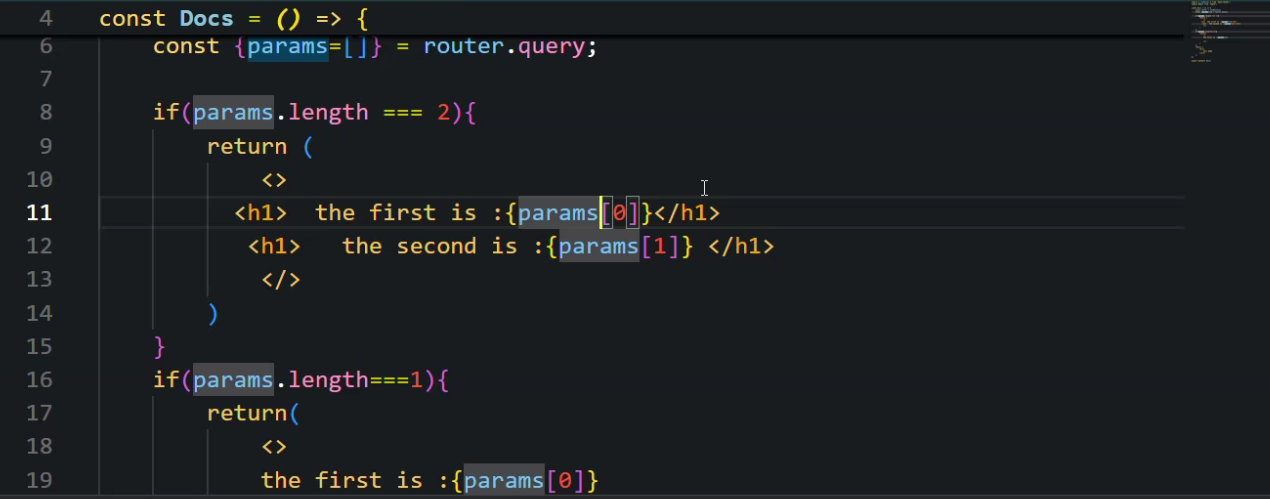 4 const Docs = () => {
6 const {params=[]} = router.query;
7
8 if(params.length === 2){
9 return (
10 <>
11 <h1> the first is :{params[0]}</h1>
12 <h1> the second is :{params[1]} </h1>
13 </>
14 )
15 }
16 if(params.length===1){
17 return(
18 <>
19 the first is :{params[0]}